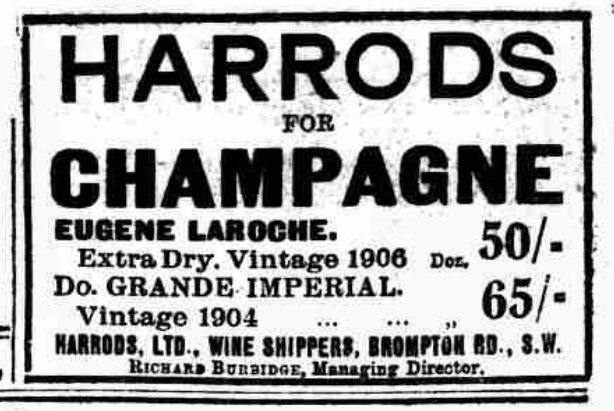 HARRODS
FOR
CHAMPAGNE
EUGENE LAROCHE.
Extra Dry. Vintage 1906 Doz. 50/-
Do. GRANDE IMPERIAL.
Vintage 1904 ... ... „ 65/-
HARRODS, LTD., WINE SHIPPERS, BROMPTON RD., S.W.
RICHARD BURBIDGE, Managing Director.